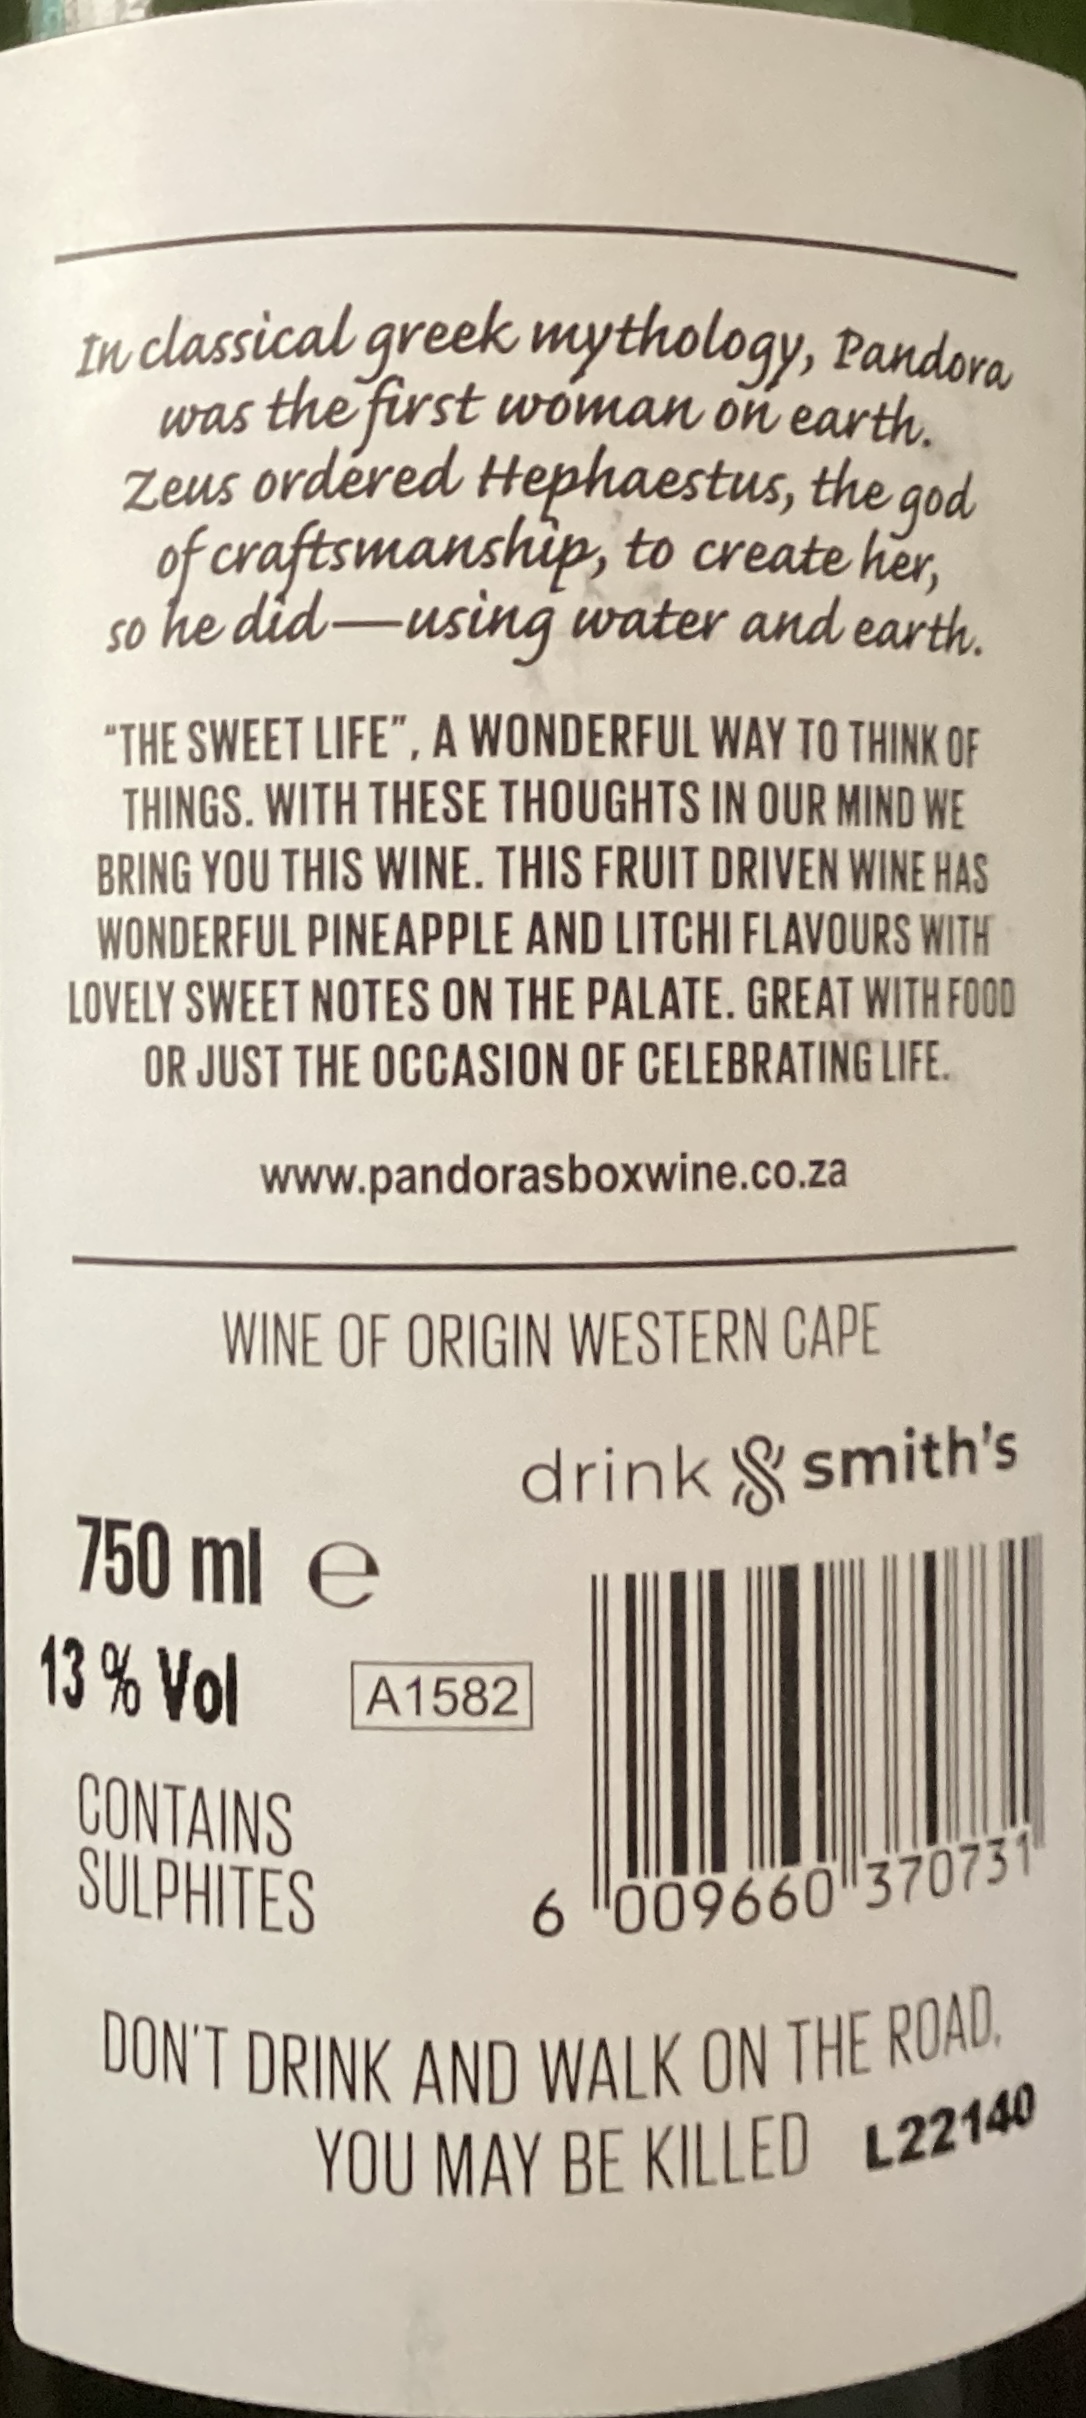 In classical greek mythology, Pandora
was the first woman on earth.
Zeus ordered Hephaestus, the god
of craftsmanship, to create her,
so he did—using water and earth.
"THE SWEET LIFE", A WONDERFUL WAY TO THINK OF
THINGS. WITH THESE THOUGHTS IN OUR MIND WE
BRING YOU THIS WINE. THIS FRUIT DRIVEN WINE HAS
WONDERFUL PINEAPPLE AND LITCHI FLAVOURS WITH
LOVELY SWEET NOTES ON THE PALATE. GREAT WITH FOOD
OR JUST THE OCCASION OF CELEBRATING LIFE.
www.pandorasboxwine.co.za
WINE OF ORIGIN WESTERN CAPE
drink smith's
750 ml e
13 % Vol
A1582
CONTAINS
SULPHITES
6 009660 370731
DON'T DRINK AND WALK ON THE ROAD,
YOU MAY BE KILLED L22140